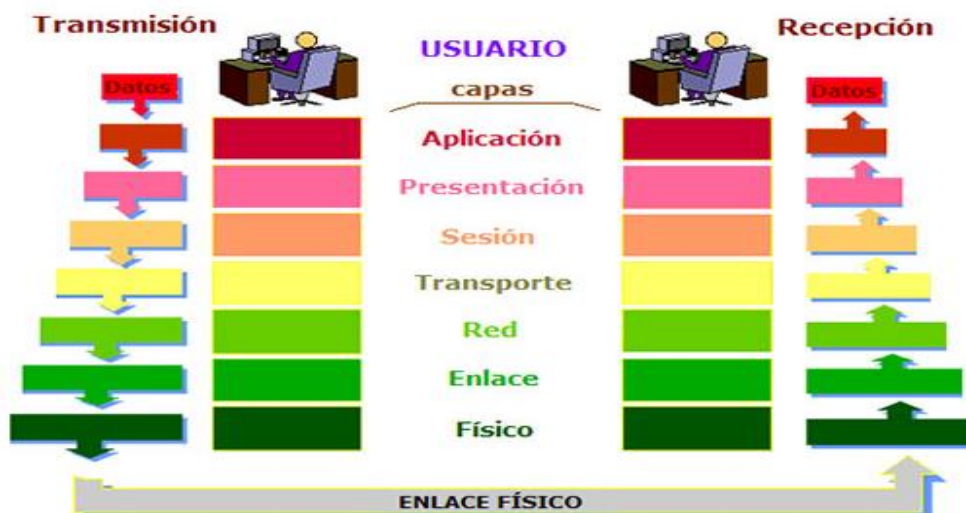 Transmisión
Recepción
USUARIO
capas
Datos
Datos
Aplicación
Presentación
Sesión
Transporte
Red
Enlace
Físico
ENLACE FÍSICO